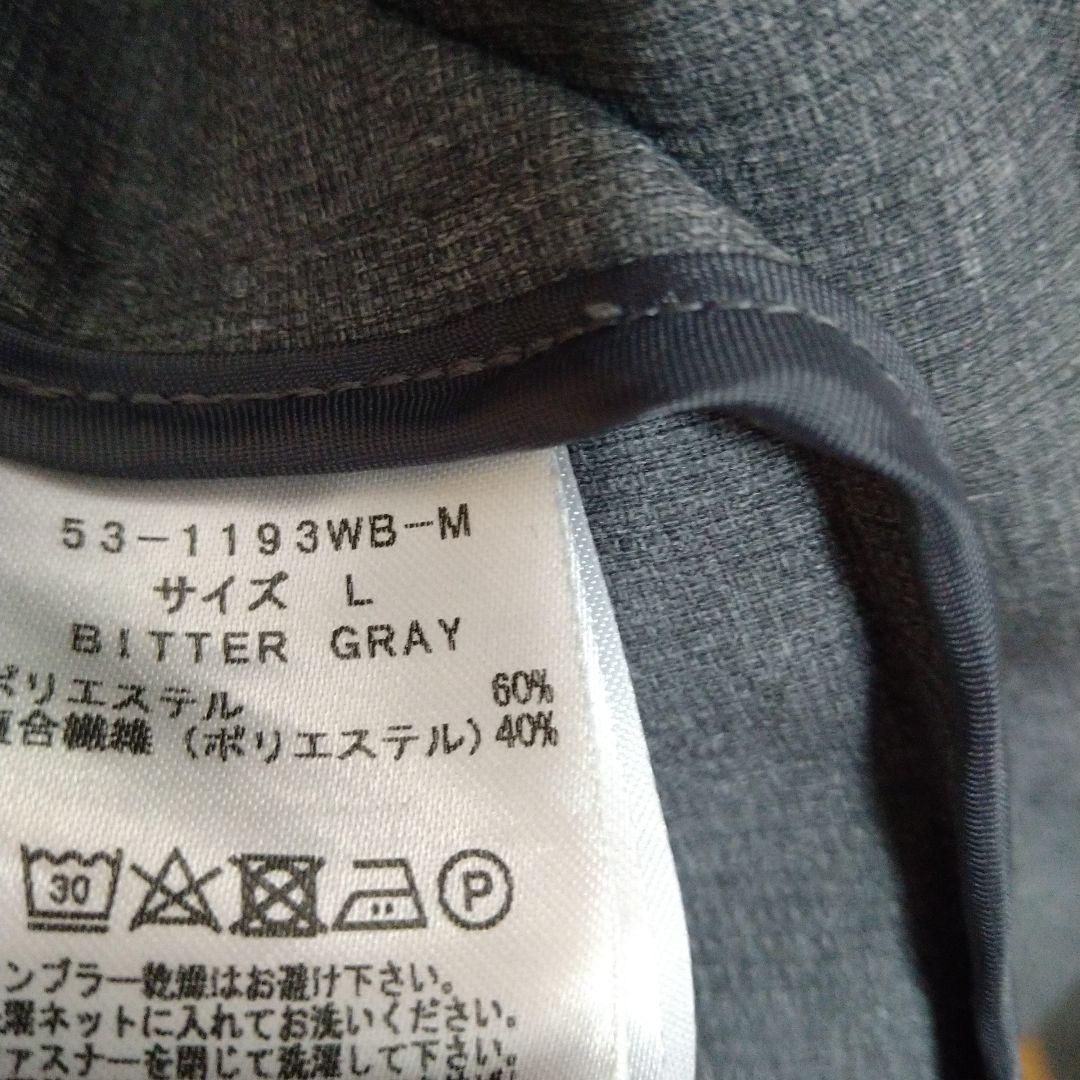 53-1193WB-M
サイズ L
BITTER GRAY
ポリエステル 60%
複合繊維(ポリエステル) 40%
30 P
ンブラー乾燥はお避け下さい。
濯ネットに入れてお洗いください。
ァスナーを閉じて洗濯して下さい。